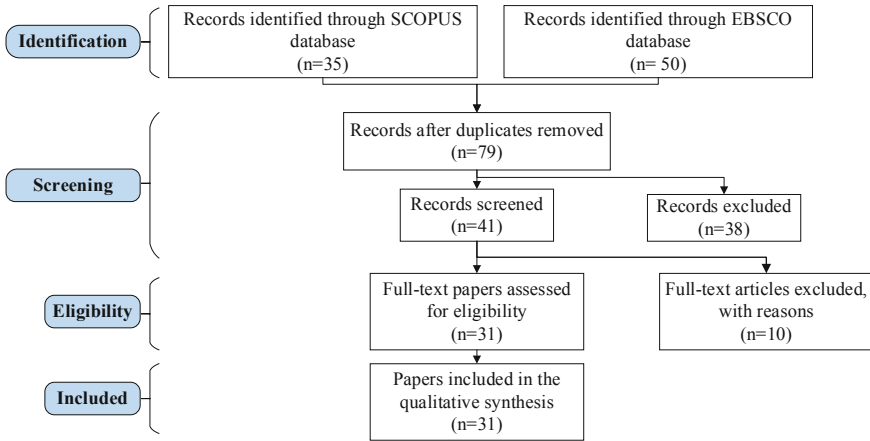 Identification
Records identified through SCOPUS
database
(n=35)
Records identified through EBSCO
database
(n= 50)
Screening
Records after duplicates removed
(n=79)
Records screened
(n=41)
Records excluded
(n=38)
Eligibility
Full-text papers assessed
for eligibility
(n=31)
Full-text articles excluded,
with reasons
(n=10)
Included
Papers included in the
qualitative synthesis
(n=31)